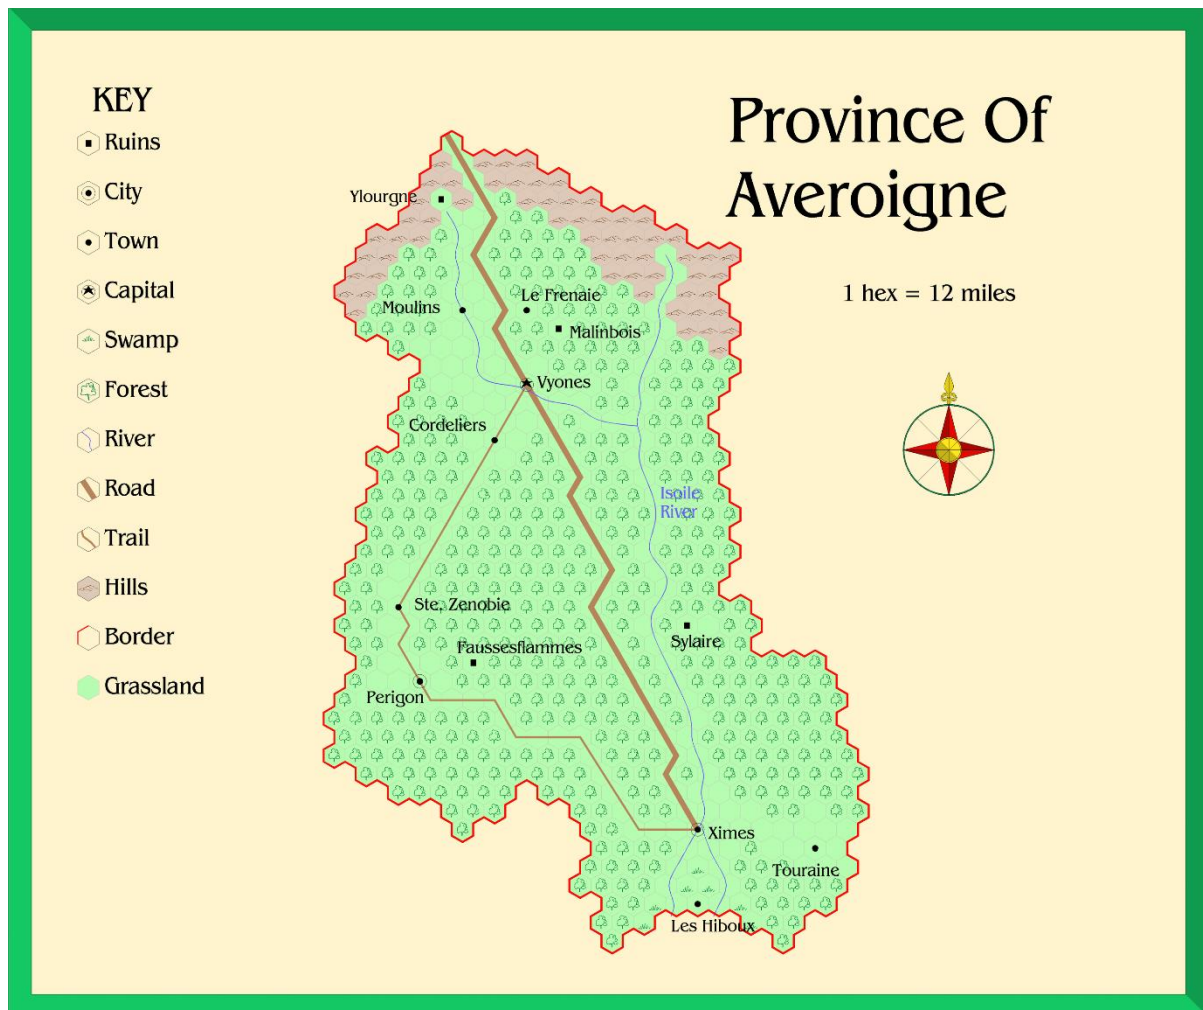 KEY
Ruins
City
Town
Capital
Swamp
Forest
River
Road
Trail
Hills
Border
Grassland
Province Of
Averoigne
1 hex = 12 miles
Ylourgne
Moulins
Le Frenaie
Malinbois
Vyones
Cordeliers
Isoile
River
Ste. Zenobie
Sylaire
Faussesflammes
Perigon
Ximes
Touraine
Les Hiboux